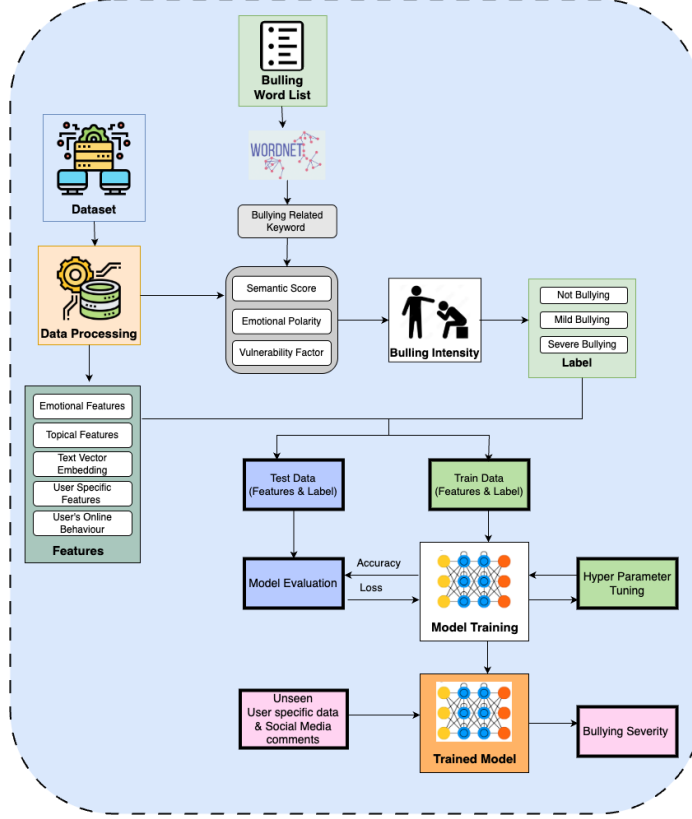 Bulling
Word List
WORDNET
Dataset
Bullying Related
Keyword
Data Processing
Semantic Score
Emotional Polarity
Vulnerability Factor
Bulling Intensity
Not Bullying
Mild Bullying
Severe Bullying
Label
Emotional Features
Topical Features
Text Vector
Embedding
User Specific
Features
User's Online
Behaviour
Features
Test Data
(Features & Label)
Train Data
(Features & Label)
Model Evaluation
Accuracy
Loss
Model Training
Hyper Parameter
Tuning
Unseen
User specific data
& Social Media
comments
Trained Model
Bullying Severity